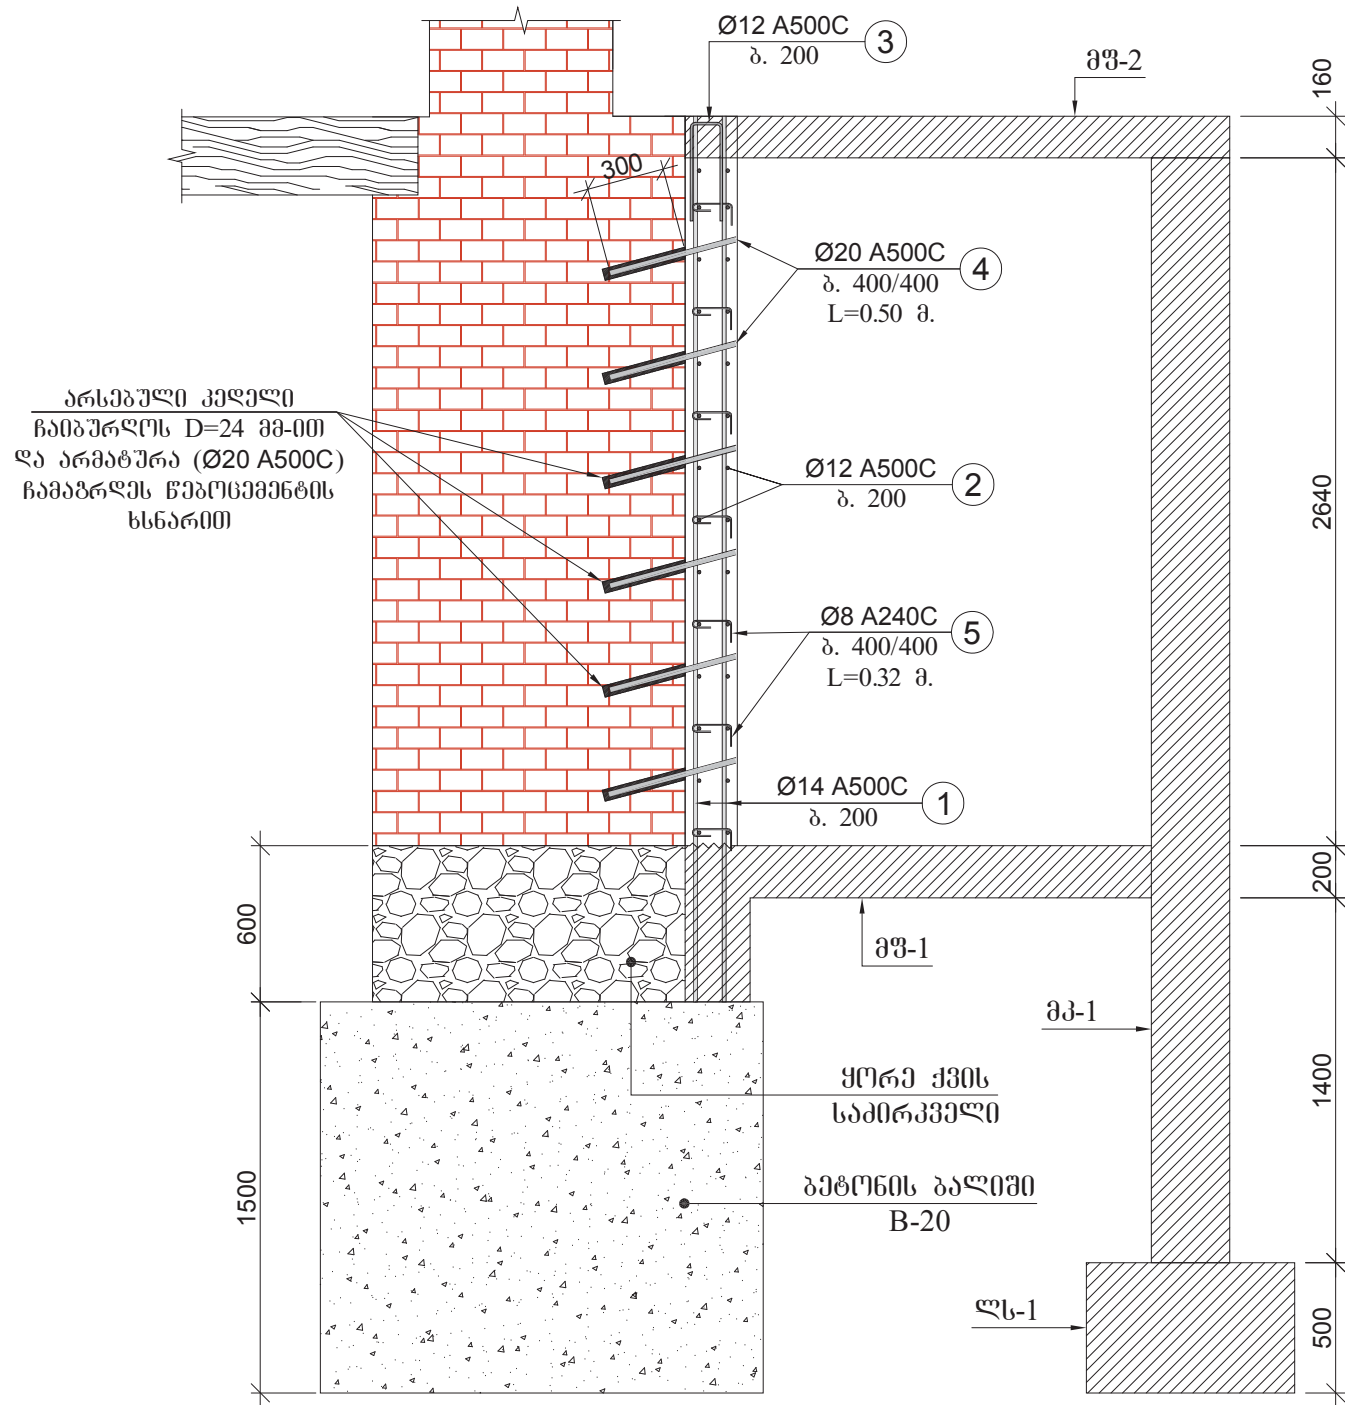 Ø12 A500C
ბ. 200
3
მფ-2
160
300
Ø20 A500C
ბ. 400/400
L=0.50 მ.
4
არსებული კედელი
ჩაიბურღოს D=24 მმ-ით
და არმატურა (Ø20 A500C)
ჩამაგრდეს წებოცემენტის
ხსნარით
Ø12 A500C
ბ. 200
2
2640
Ø8 A240C
ბ. 400/400
L=0.32 მ.
5
Ø14 A500C
ბ. 200
1
200
600
მფ-1
მკ-1
ყორე ქვის
საძირკველი
1400
ბეტონის ბალიში
B-20
1500
ლს-1
500